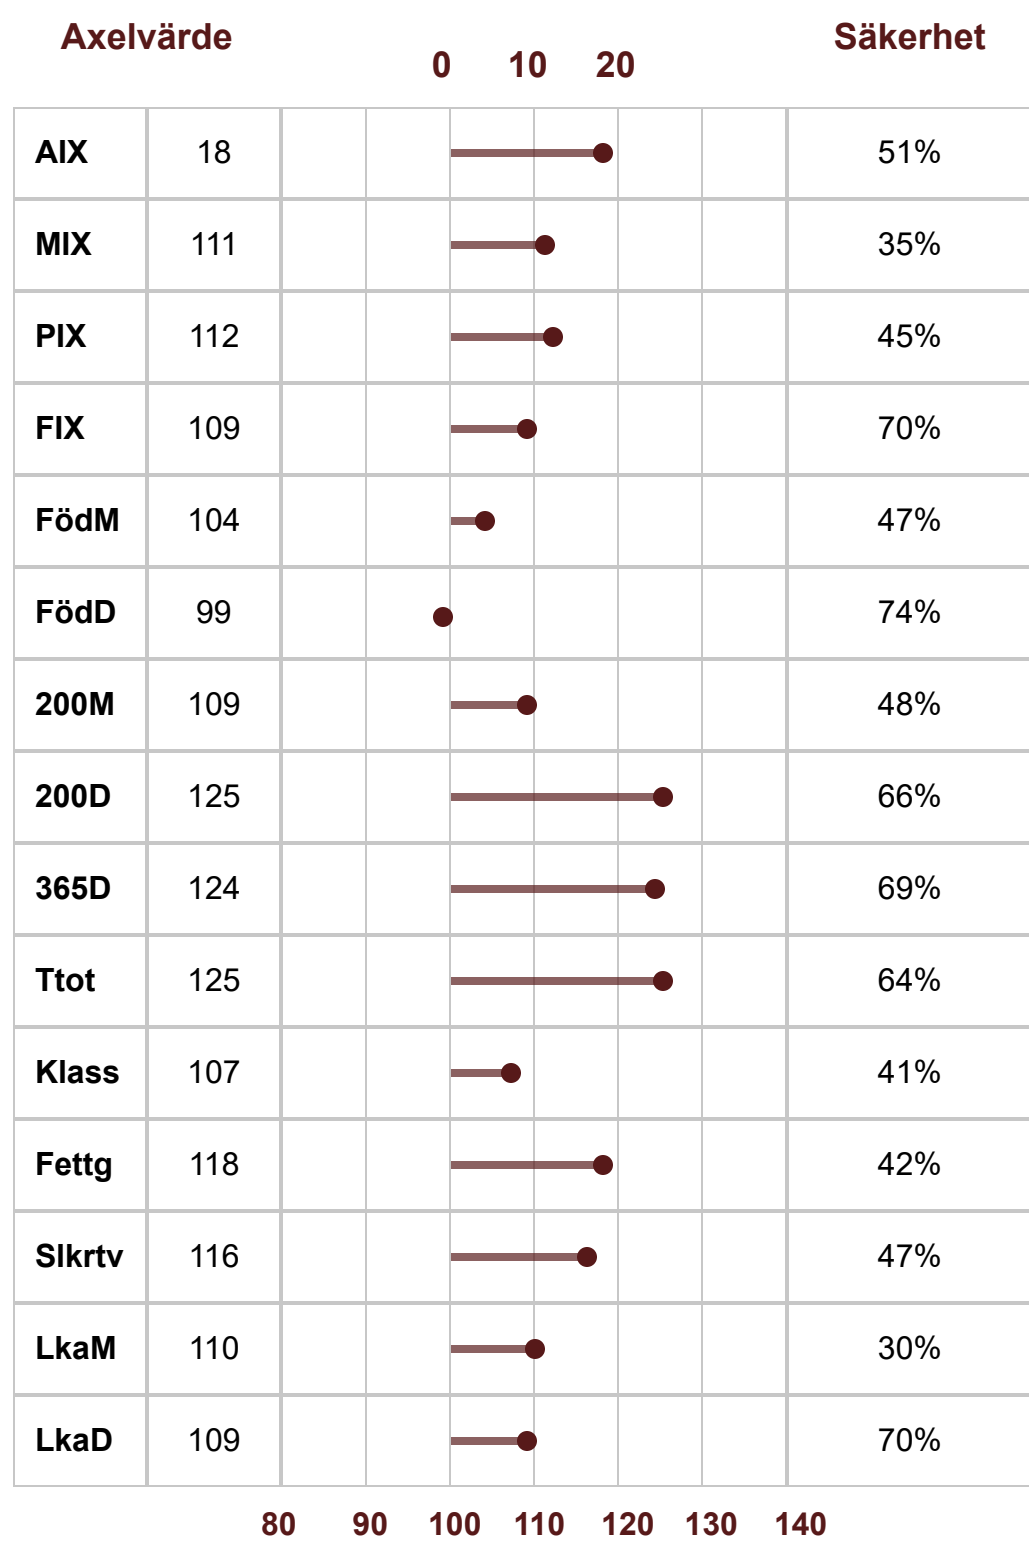 Axelvärde Säkerhet
0 10 20
AIX 18 51%
MIX 111 35%
PIX 112 45%
FIX 109 70%
FödM 104 47%
FödD 99 74%
200M 109 48%
200D 125 66%
365D 124 69%
Ttot 125 64%
Klass 107 41%
Fettg 118 42%
Slkrtv 116 47%
LkaM 110 30%
LkaD 109 70%
80 90 100 110 120 130 140